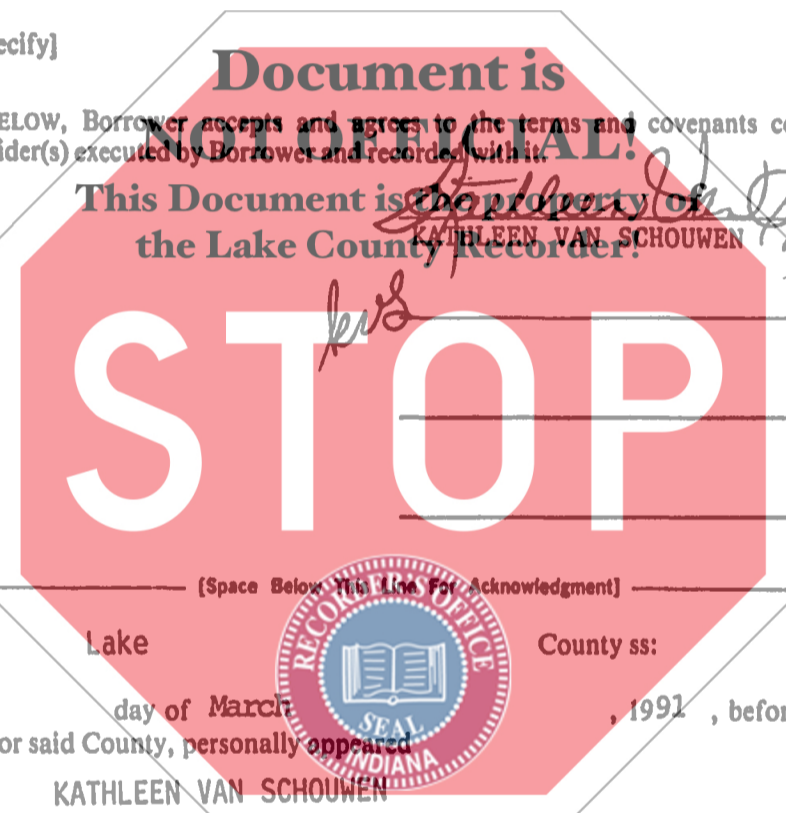 ecify]
Document is
ELOW, Borrower accepts and agrees to the terms and covenants co
NOT OFFICIAL!
ider(s) executed by Borrower and recorded with it.
This Document is the property of
Kathleen Van
the Lake County Recorder!
KATHLEEN VAN SCHOUWEN
kvs
STOP
[Space Below This Line For Acknowledgment]
RECORDER'S OFFICE
Lake County ss:
day of March , 1991 , befor
SEAL
or said County, personally appeared
INDIANA
KATHLEEN VAN SCHOUWEN